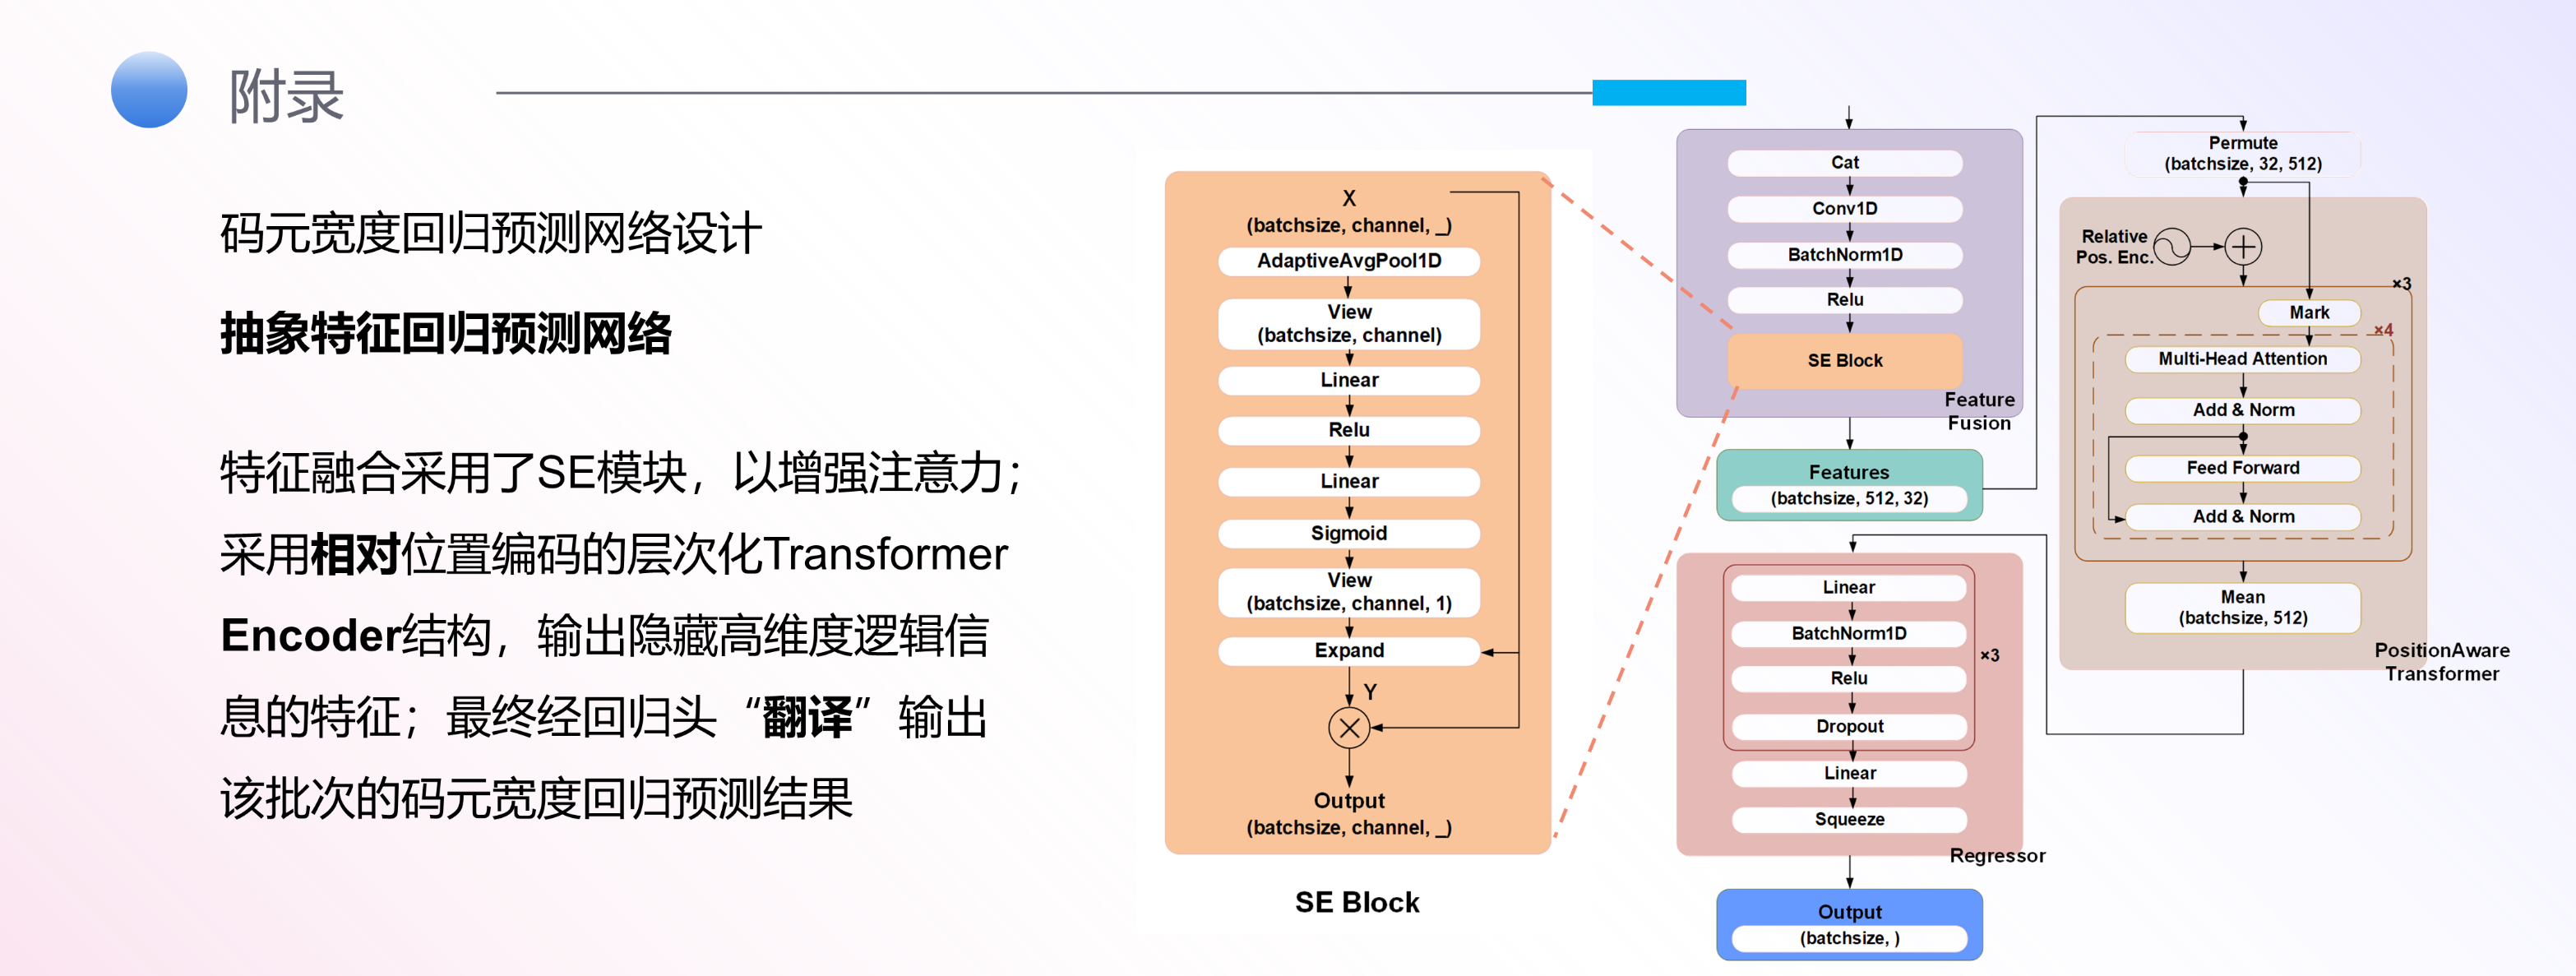 附录
码元宽度回归预测网络设计
抽象特征回归预测网络
特征融合采用了SE模块，以增强注意力；
采用相对位置编码的层次化Transformer
Encoder结构，输出隐藏高维度逻辑信
息的特征；最终经回归头“翻译”输出
该批次的码元宽度回归预测结果
X
(batchsize, channel, _)
AdaptiveAvgPool1D
View
(batchsize, channel)
Linear
Relu
Linear
Sigmoid
View
(batchsize, channel, 1)
Expand
Y
Output
(batchsize, channel, _)
SE Block
Cat
Conv1D
BatchNorm1D
Relu
SE Block
Feature
Fusion
Features
(batchsize, 512, 32)
Permute
(batchsize, 32, 512)
Relative
Pos. Enc.
×3
Mark
×4
Multi-Head Attention
Add & Norm
Feed Forward
Add & Norm
Mean
(batchsize, 512)
PositionAware
Transformer
Linear
BatchNorm1D
Relu
Dropout
×3
Linear
Squeeze
Regressor
Output
(batchsize, )